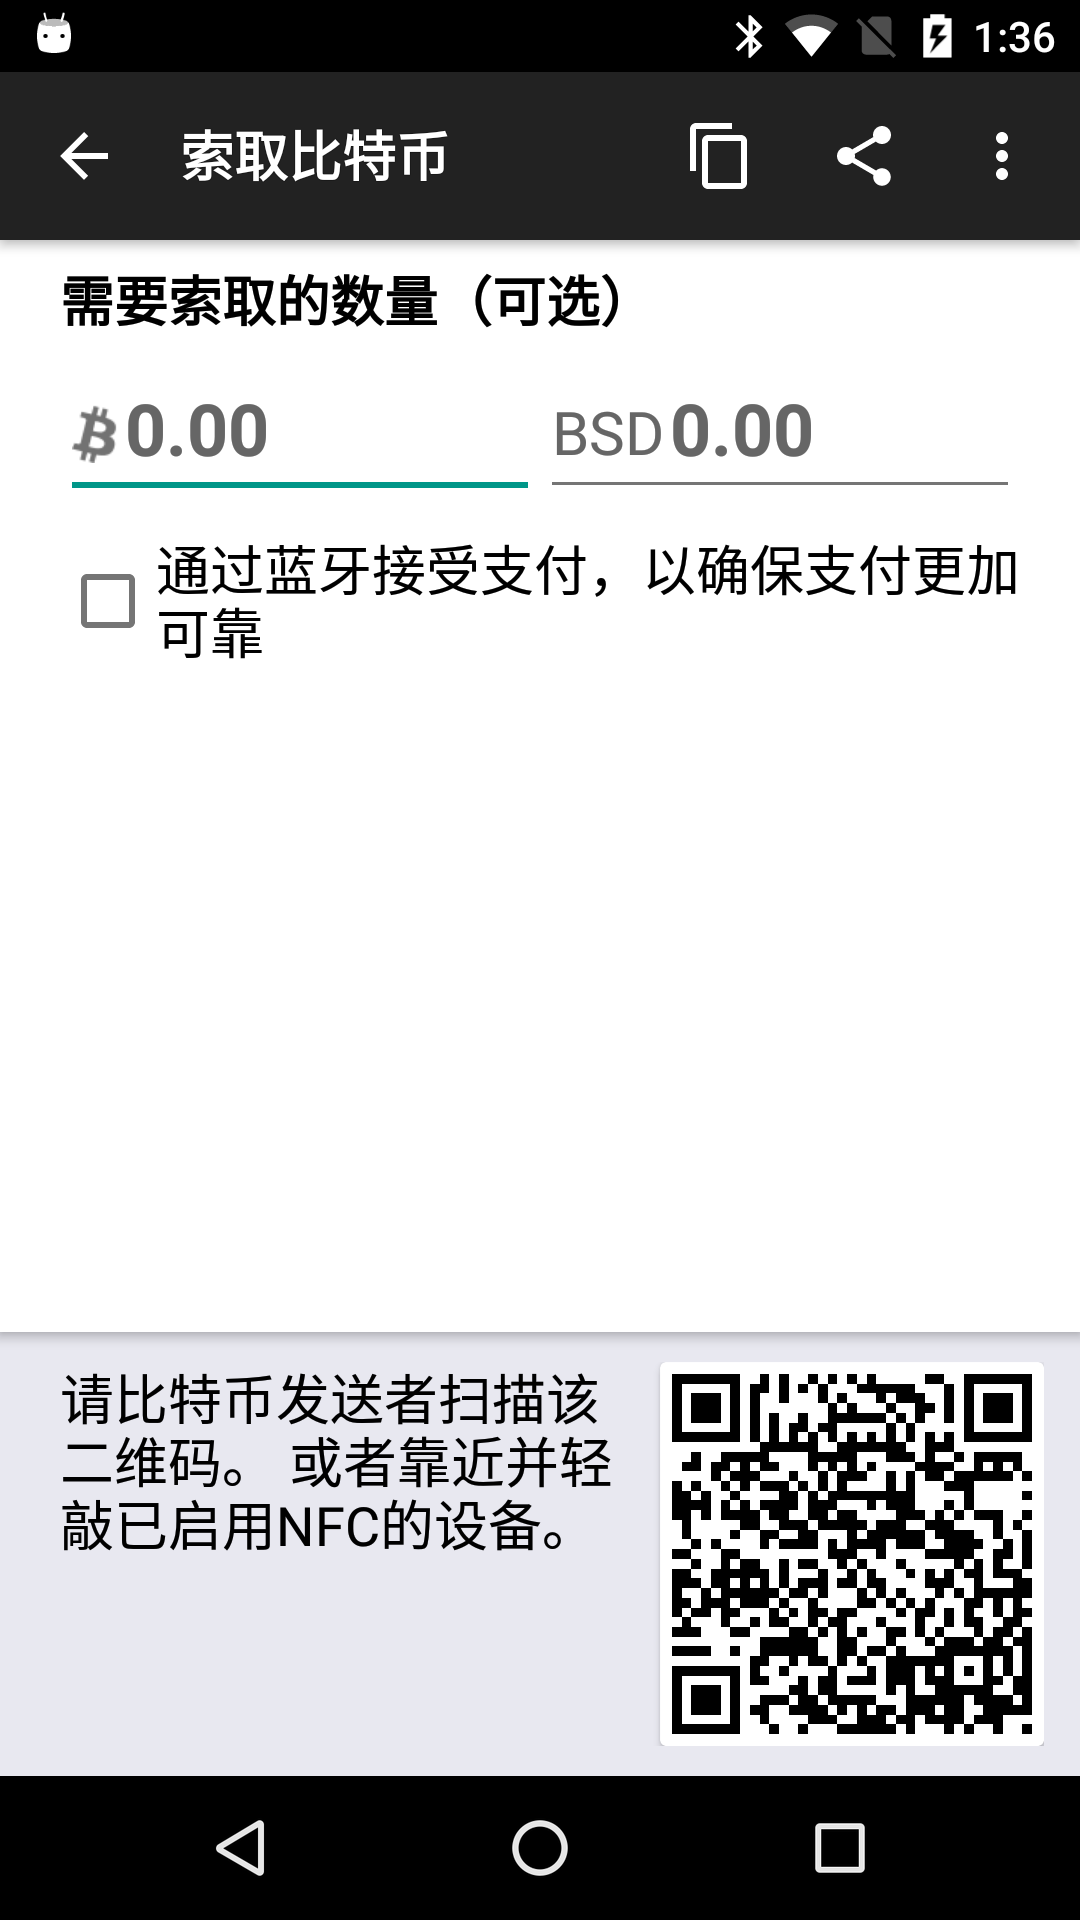 1:36
索取比特币
需要索取的数量（可选）
₿0.00 BSD0.00
通过蓝牙接受支付，以确保支付更加
可靠
请比特币发送者扫描该
二维码。 或者靠近并轻
敲已启用NFC的设备。